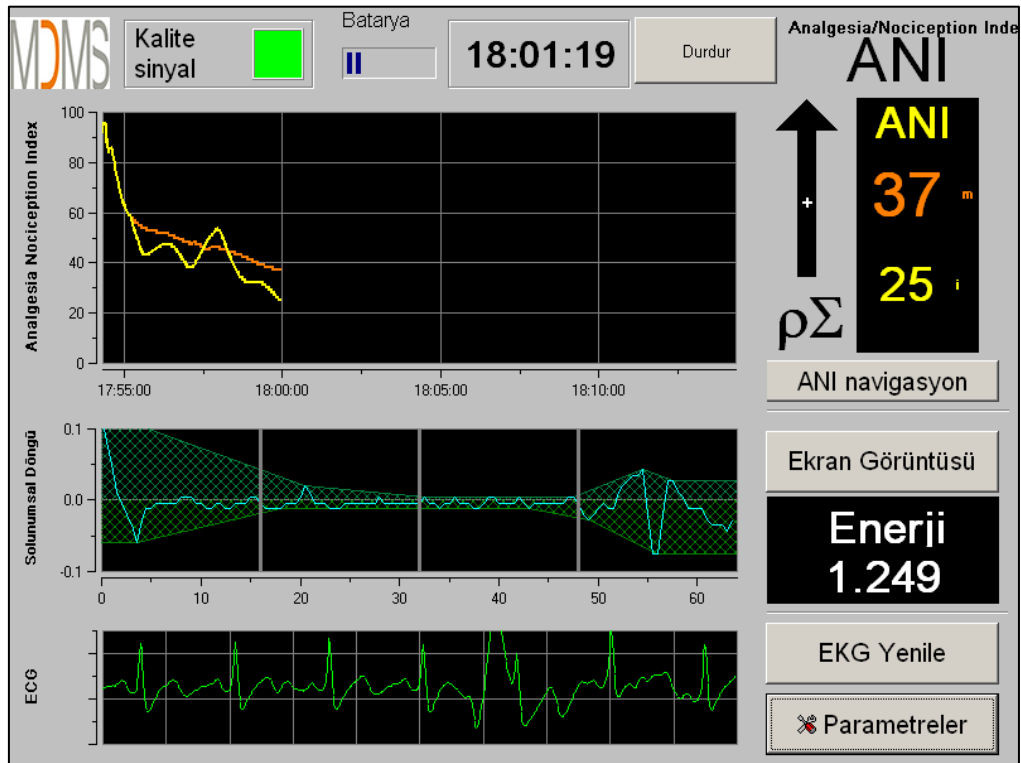 MDMS
Kalite
sinyal
Batarya
18:01:19
Durdur
Analgesia/Nociception Inde
ANI
Analgesia Nociception Index
100
80
60
40
20
0
17:55:00
18:00:00
18:05:00
18:10:00
+
ρΣ
ANI
37 m
25 i
ANI navigasyon
Solunumsal Döngü
0.1
0.0
-0.1
0
10
20
30
40
50
60
Ekran Görüntüsü
Enerji
1.249
ECG
EKG Yenile
Parametreler